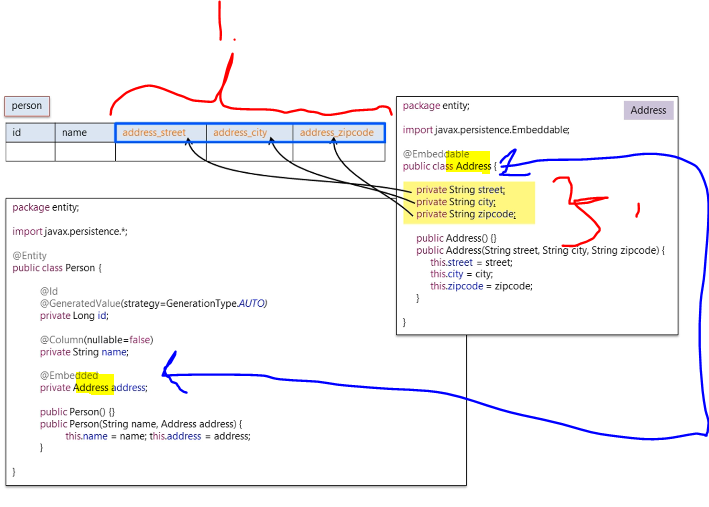 1.
person
id name address_street address_city address_zipcode
Address
package entity;
import javax.persistence.Embeddable;
@Embeddable
public class Address {
private String street;
private String city;
private String zipcode;
public Address() {}
public Address(String street, String city, String zipcode) {
this.street = street;
this.city = city;
this.zipcode = zipcode;
}
}
package entity;
import javax.persistence.*;
@Entity
public class Person {
@Id
@GeneratedValue(strategy=GenerationType.AUTO)
private Long id;
@Column(nullable=false)
private String name;
@Embedded
private Address address;
public Person() {}
public Person(String name, Address address) {
this.name = name; this.address = address;
}
}